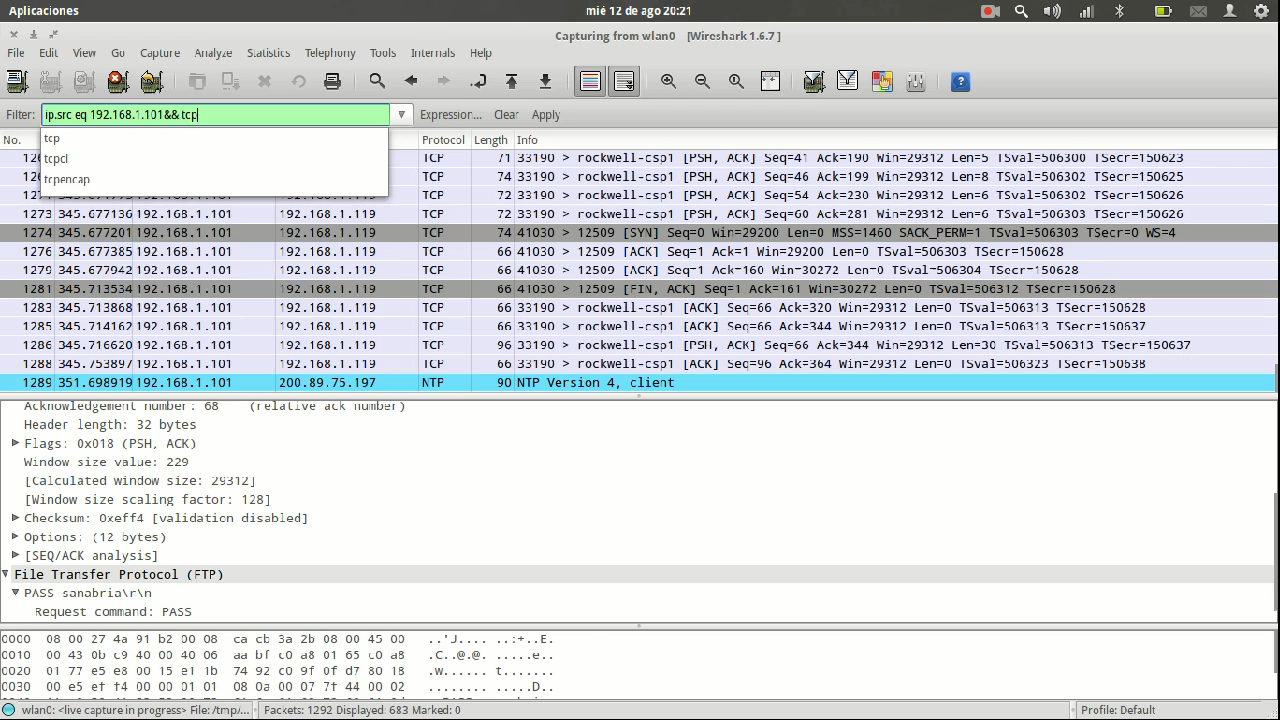 Aplicaciones mié 12 de ago 20:21
Capturing from wlan0 [Wireshark 1.6.7 ]
File Edit View Go Capture Analyze Statistics Telephony Tools Internals Help
Filter: ip.src eq 192.168.1.101&& tcp Expression... Clear Apply
No. Protocol Length Info
tcp
tcpcl
tcpencap
TCP 71 33190 > rockwell-csp1 [PSH, ACK] Seq=41 Ack=190 Win=29312 Len=5 TSval=506300 TSecr=150623
TCP 74 33190 > rockwell-csp1 [PSH, ACK] Seq=46 Ack=199 Win=29312 Len=8 TSval=506302 TSecr=150625
TCP 72 33190 > rockwell-csp1 [PSH, ACK] Seq=54 Ack=230 Win=29312 Len=6 TSval=506303 TSecr=150626
1273 345.677136 192.168.1.101 192.168.1.119 TCP 72 33190 > rockwell-csp1 [PSH, ACK] Seq=60 Ack=281 Win=29312 Len=6 TSval=506303 TSecr=150626
1274 345.677201 192.168.1.101 192.168.1.119 TCP 74 41030 > 12509 [SYN] Seq=0 Win=29200 Len=0 MSS=1460 SACK_PERM=1 TSval=506303 TSecr=0 WS=4
1276 345.677385 192.168.1.101 192.168.1.119 TCP 66 41030 > 12509 [ACK] Seq=1 Ack=1 Win=29200 Len=0 TSval=506303 TSecr=150628
1279 345.677942 192.168.1.101 192.168.1.119 TCP 66 41030 > 12509 [ACK] Seq=1 Ack=160 Win=30272 Len=0 TSval=506304 TSecr=150628
1281 345.713534 192.168.1.101 192.168.1.119 TCP 66 41030 > 12509 [FIN, ACK] Seq=1 Ack=161 Win=30272 Len=0 TSval=506312 TSecr=150628
1283 345.713868 192.168.1.101 192.168.1.119 TCP 66 33190 > rockwell-csp1 [ACK] Seq=66 Ack=320 Win=29312 Len=0 TSval=506313 TSecr=150628
1285 345.714162 192.168.1.101 192.168.1.119 TCP 66 33190 > rockwell-csp1 [ACK] Seq=66 Ack=344 Win=29312 Len=0 TSval=506313 TSecr=150637
1286 345.716620 192.168.1.101 192.168.1.119 TCP 96 33190 > rockwell-csp1 [PSH, ACK] Seq=66 Ack=344 Win=29312 Len=30 TSval=506313 TSecr=150637
1288 345.753897 192.168.1.101 192.168.1.119 TCP 66 33190 > rockwell-csp1 [ACK] Seq=96 Ack=364 Win=29312 Len=0 TSval=506323 TSecr=150638
1289 351.698919 192.168.1.101 200.89.75.197 NTP 90 NTP Version 4, client
Acknowledgement number: 68 (relative ack number)
Header length: 32 bytes
Flags: 0x018 (PSH, ACK)
Window size value: 229
[Calculated window size: 29312]
[Window size scaling factor: 128]
Checksum: 0xeff4 [validation disabled]
Options: (12 bytes)
[SEQ/ACK analysis]
File Transfer Protocol (FTP)
PASS sanabria\r\n
Request command: PASS
0000 08 00 27 4a 91 b2 00 08 ca cb 3a 2b 08 00 45 00 ..'J.... ..:+..E.
0010 00 43 0b c9 40 00 40 06 aa bf c0 a8 01 65 c0 a8 .C..@.@. .....e..
0020 01 77 e5 e8 00 15 e1 1b 74 92 c0 9f 0f d7 80 18 .w...... t.......
0030 00 e5 ef f4 00 00 01 01 08 0a 00 07 7f 44 00 02 ........ .....D..
wlan0: <live capture in progress> File: /tmp/... Packets: 1292 Displayed: 683 Marked: 0 Profile: Default